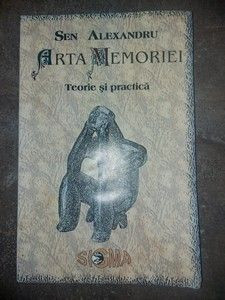 Sen Alexandru
Arta Memoriei
Teorie și practică
SIGMA